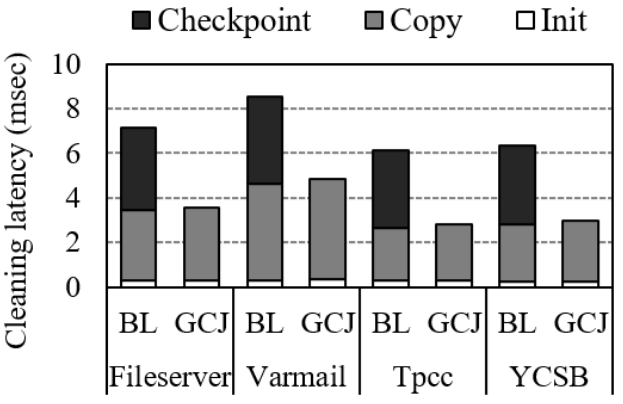 Checkpoint Copy Init
Cleaning latency (msec)
10
8
6
4
2
0
BL GCJ BL GCJ BL GCJ BL GCJ
Fileserver Varmail Tpcc YCSB